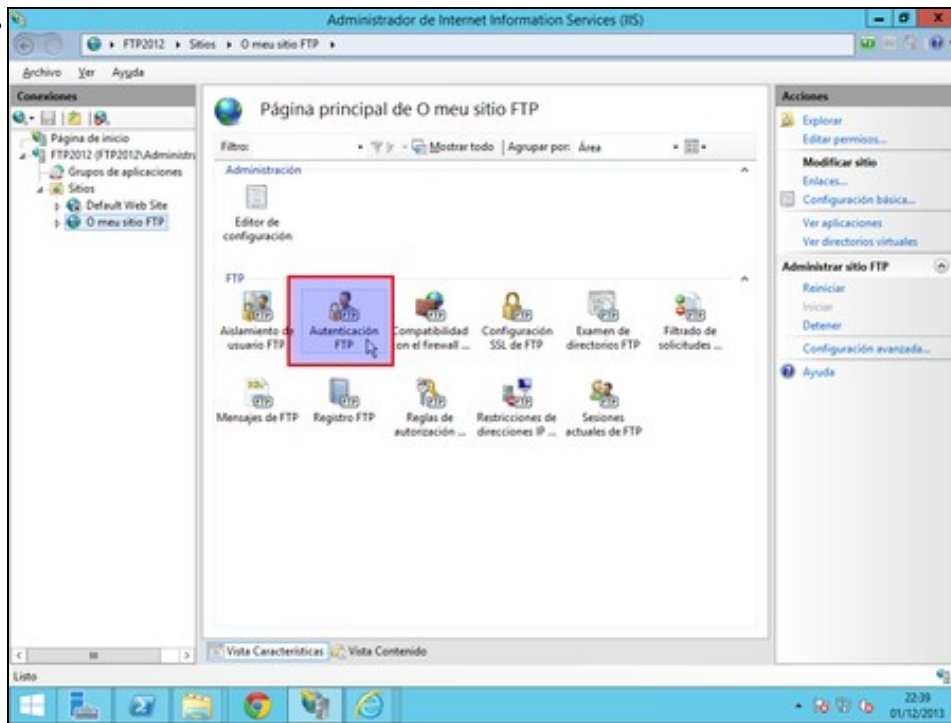 Administrador de Internet Information Services (IIS)
FTP2012 Sitios O meu sitio FTP
Archivo Ver Ayuda
Conexiones
Página de inicio
FTP2012 (FTP2012\Administra
Grupos de aplicaciones
Sitios
Default Web Site
O meu sitio FTP
Página principal de O meu sitio FTP
Filtro: Mostrar todo Agrupar por: Área
Administración
Editor de
configuración
FTP
Aislamiento de
usuario FTP
Autenticación
FTP
Compatibilidad
con el firewall ...
Configuración
SSL de FTP
Examen de
directorios FTP
Filtrado de
solicitudes ...
Mensajes de FTP
Registro FTP
Reglas de
autorización ...
Restricciones de
direcciones IP ...
Sesiones
actuales de FTP
Vista Características Vista Contenido
Acciones
Explorar
Editar permisos...
Modificar sitio
Enlaces...
Configuración básica...
Ver aplicaciones
Ver directorios virtuales
Administrar sitio FTP
Reiniciar
Iniciar
Detener
Configuración avanzada...
Ayuda
Listo
22:39
01/12/2013